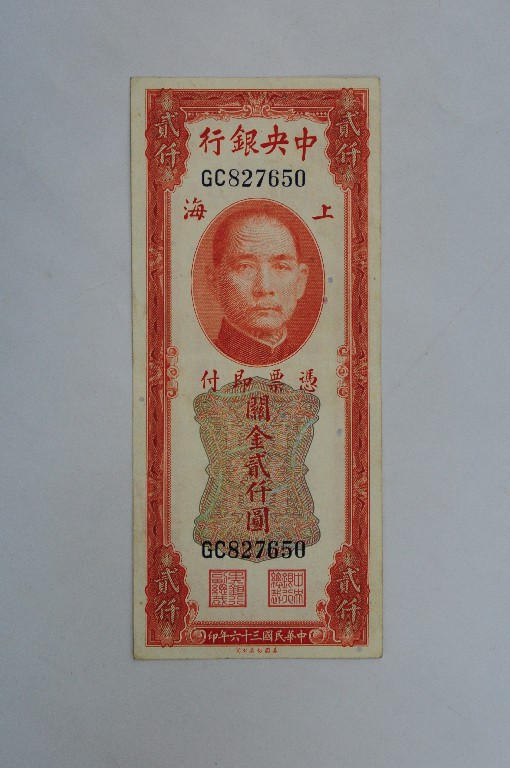 貳仟
貳仟
中央銀行
GC827650
上海
憑票即付
關金貳仟圓
GC827650
貳仟
貳仟
中華民國三十六年印